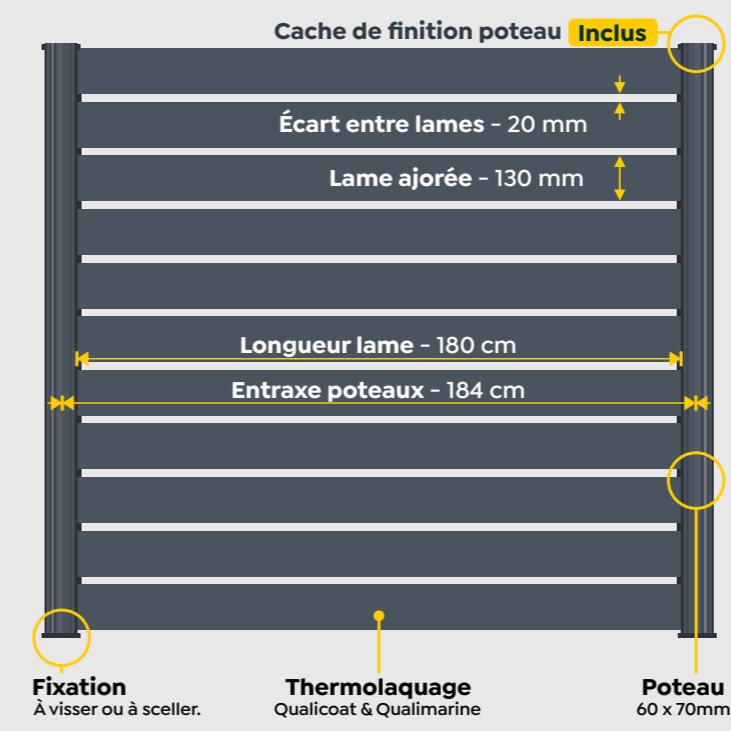 Cache de finition poteau Inclus
Écart entre lames - 20 mm
Lame ajorée - 130 mm
Longueur lame - 180 cm
Entraxe poteaux - 184 cm
Fixation
À visser ou à sceller.
Thermolaquage
Qualicoat & Qualimarine
Poteau
60 x 70mm